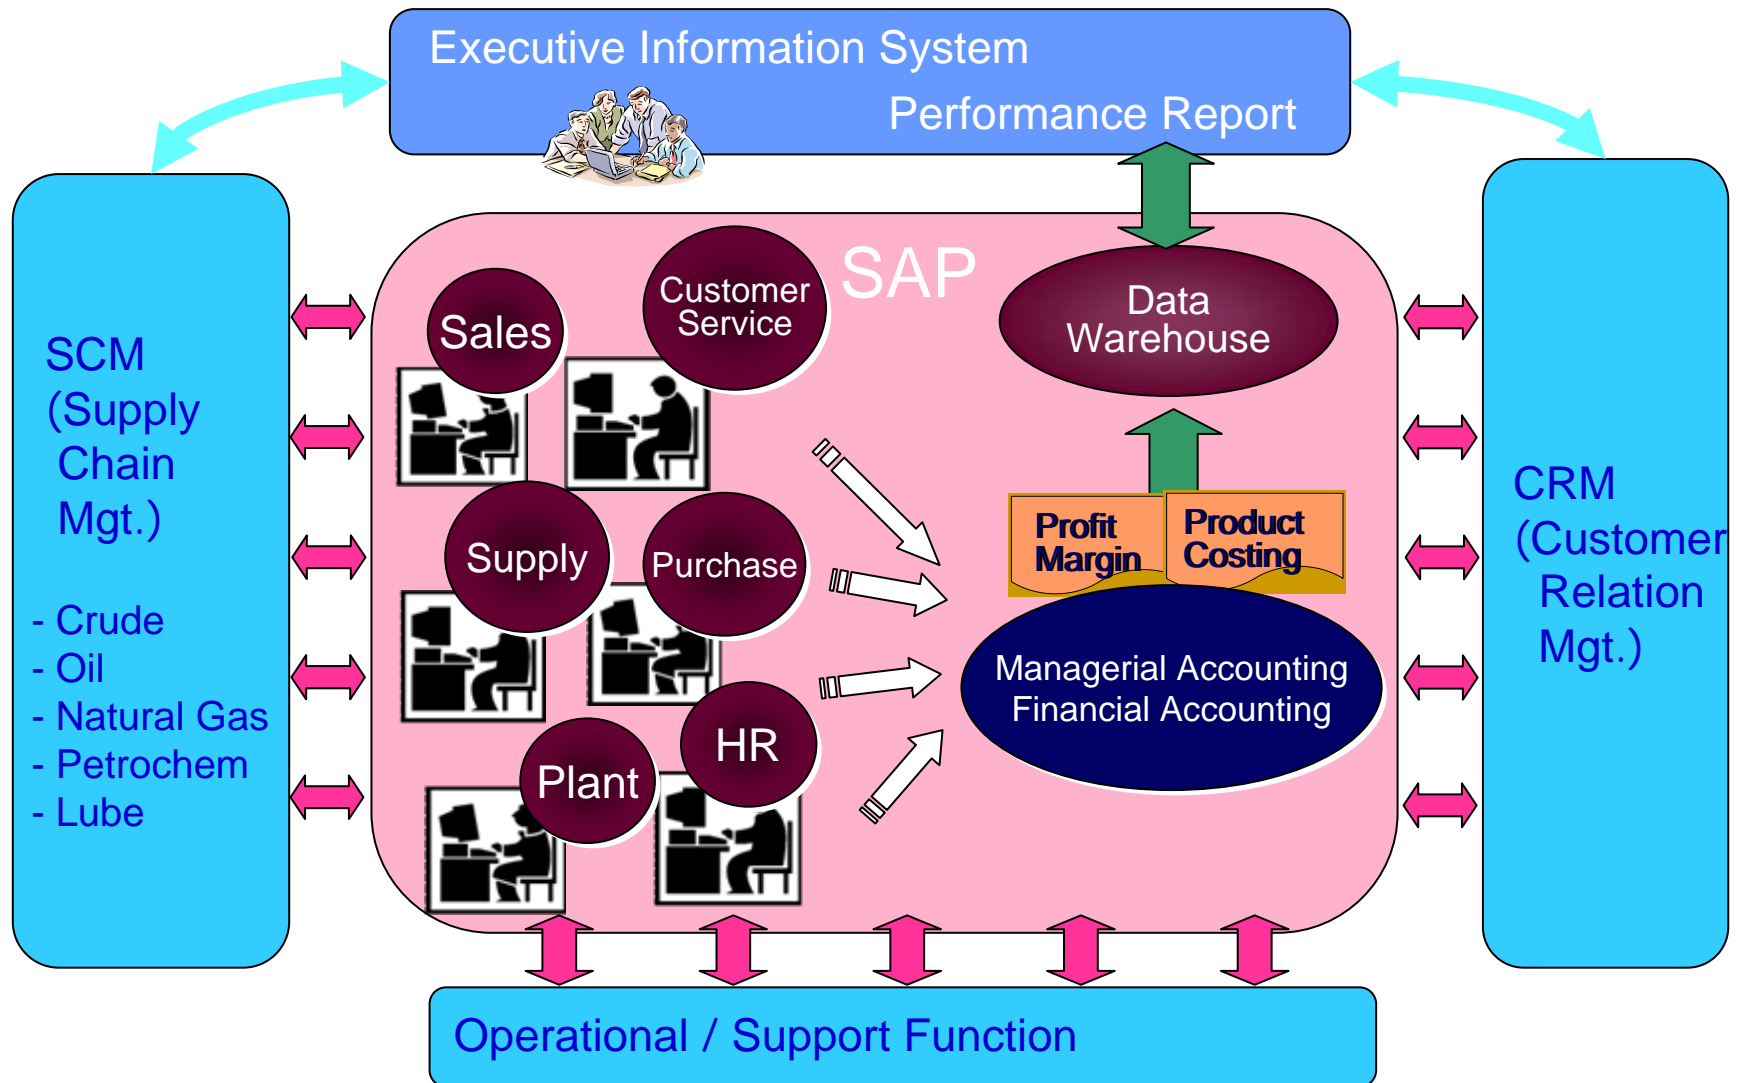 Executive Information System
Performance Report
SCM
(Supply
Chain
Mgt.)
- Crude
- Oil
- Natural Gas
- Petrochem
- Lube
SAP
Sales
Customer
Service
Supply
Purchase
Plant
HR
Data
Warehouse
Profit
Margin
Product
Costing
Managerial Accounting
Financial Accounting
CRM
(Customer
Relation
Mgt.)
Operational / Support Function